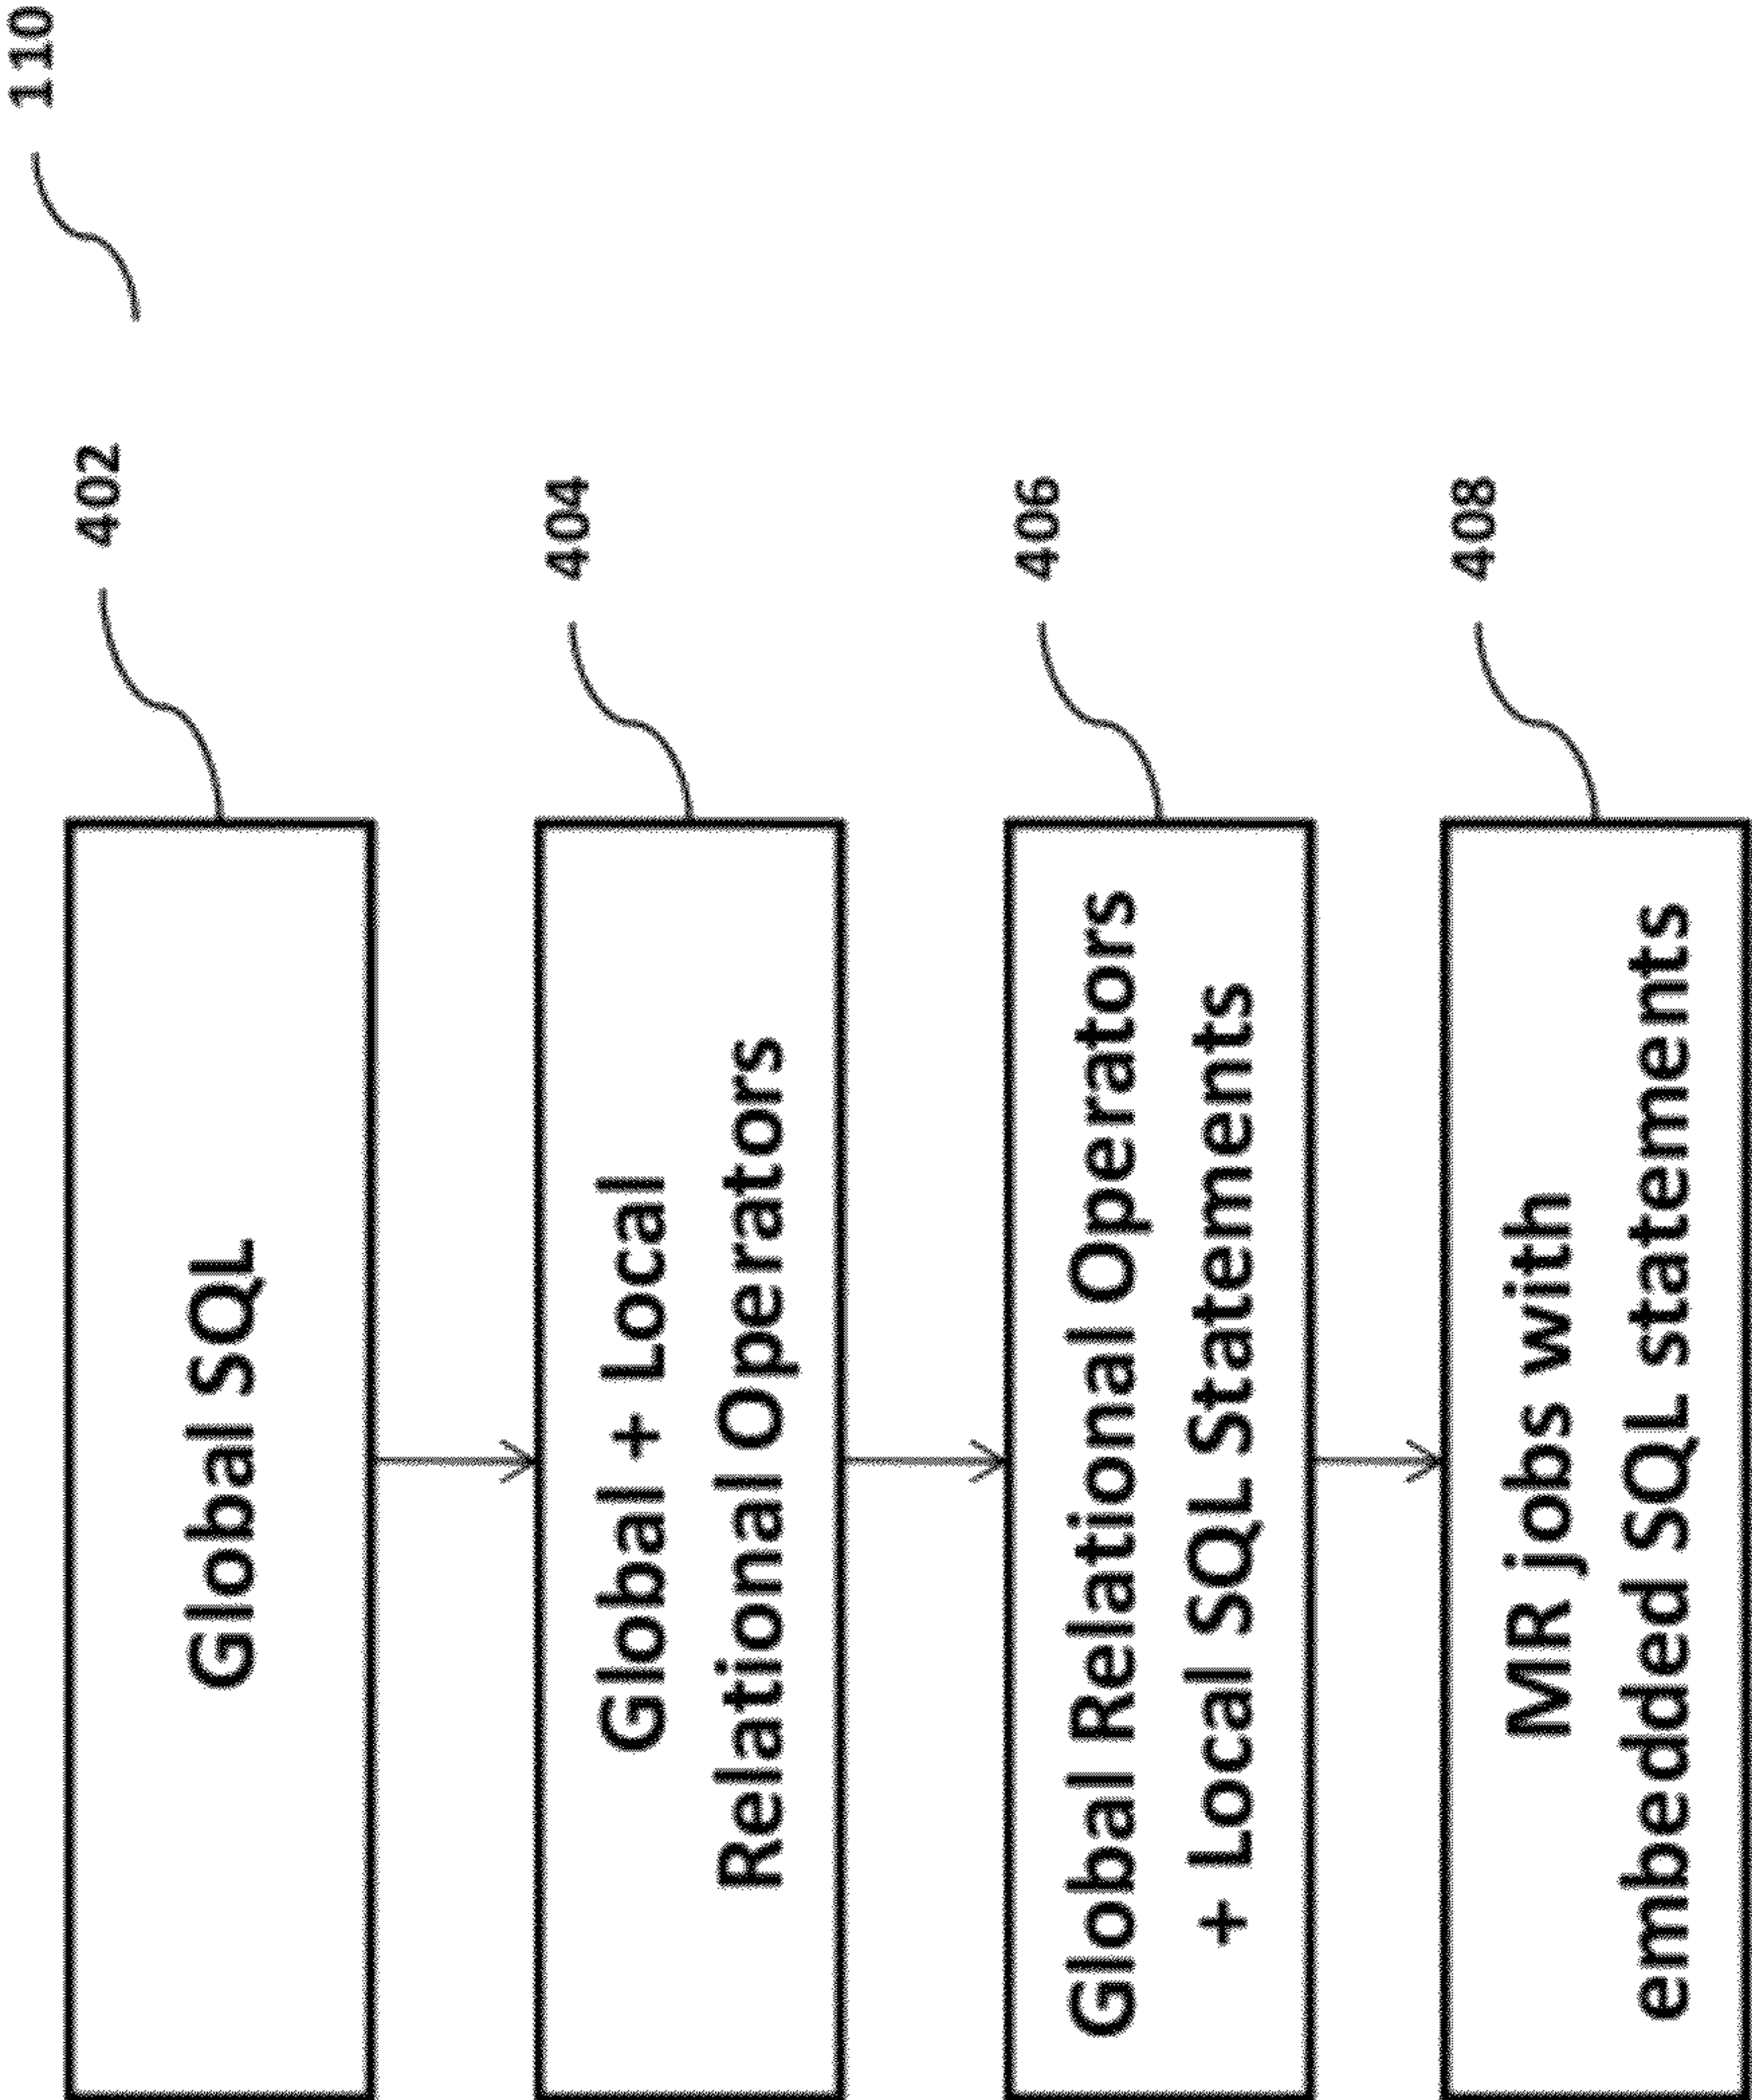 110
402
Global SQL
404
Global + Local
Relational Operators
406
Global Relational Operators
+ Local SQL Statements
408
MR jobs with
embedded SQL statements